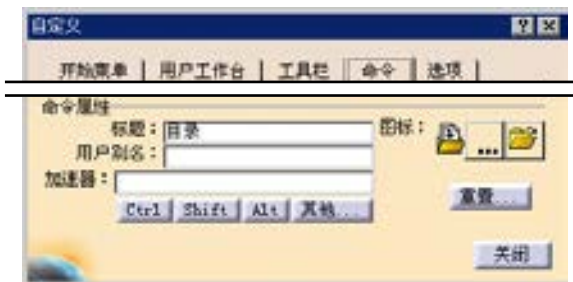 自定义
开始菜单 用户工作台 工具栏 命令 选项
命令属性
标题：目录 图标：
用户别名：
加速器：
...
Ctrl Shift Alt 其他...
重置...
关闭